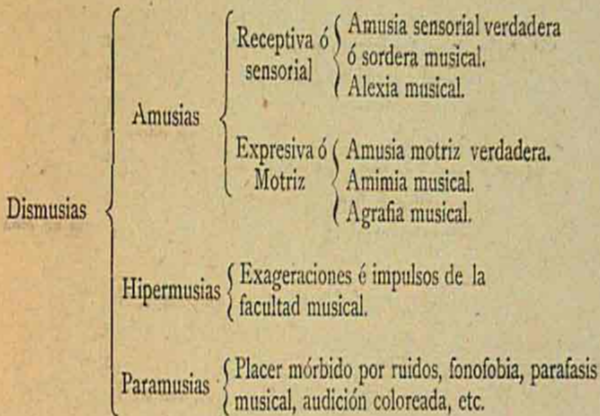 Dismusias
Amusias
Receptiva ó
sensorial
Amusia sensorial verdadera
ó sordera musical.
Alexia musical.
Expresiva ó
Motriz
Amusia motriz verdadera.
Amimia musical.
Agrafia musical.
Hipermusias
Exageraciones é impulsos de la
facultad musical.
Paramusias
Placer mórbido por ruidos, fonofobia, parafasis
musical, audición coloreada, etc.